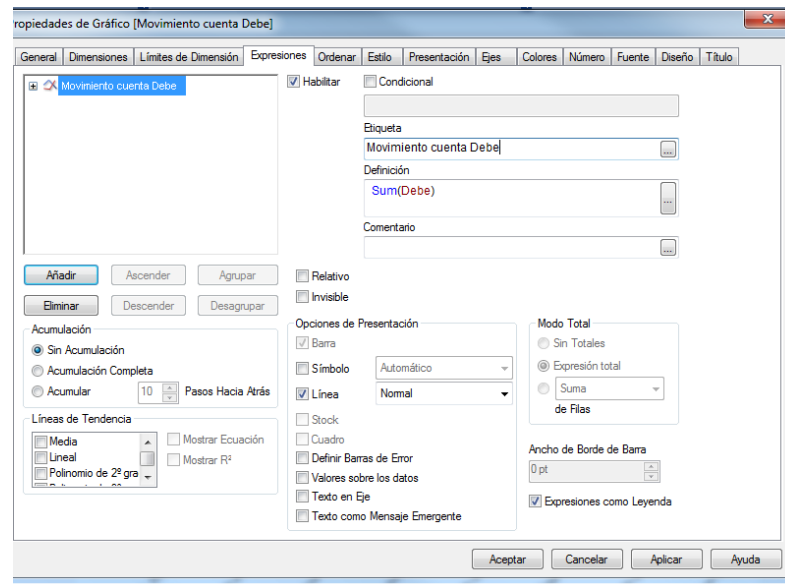 ropiedades de Gráfico [Movimiento cuenta Debe]
General Dimensiones Límites de Dimensión Expresiones Ordenar Estilo Presentación Ejes Colores Número Fuente Diseño Título
Movimiento cuenta Debe
Habilitar Condicional
Etiqueta
Movimiento cuenta Debe ...
Definición
Sum(Debe) ...
Comentario
...
Añadir Ascender Agrupar
Eliminar Descender Desagrupar
Relativo
Invisible
Acumulación
Sin Acumulación
Acumulación Completa
Acumular 10 Pasos Hacia Atrás
Líneas de Tendencia
Media
Lineal
Polinomio de 2º gra
Mostrar Ecuación
Mostrar R²
Opciones de Presentación
Barra
Símbolo Automático
Línea Normal
Stock
Cuadro
Definir Barras de Error
Valores sobre los datos
Texto en Eje
Texto como Mensaje Emergente
Modo Total
Sin Totales
Expresión total
Suma
de Filas
Ancho de Borde de Barra
0 pt
Expresiones como Leyenda
Aceptar Cancelar Aplicar Ayuda